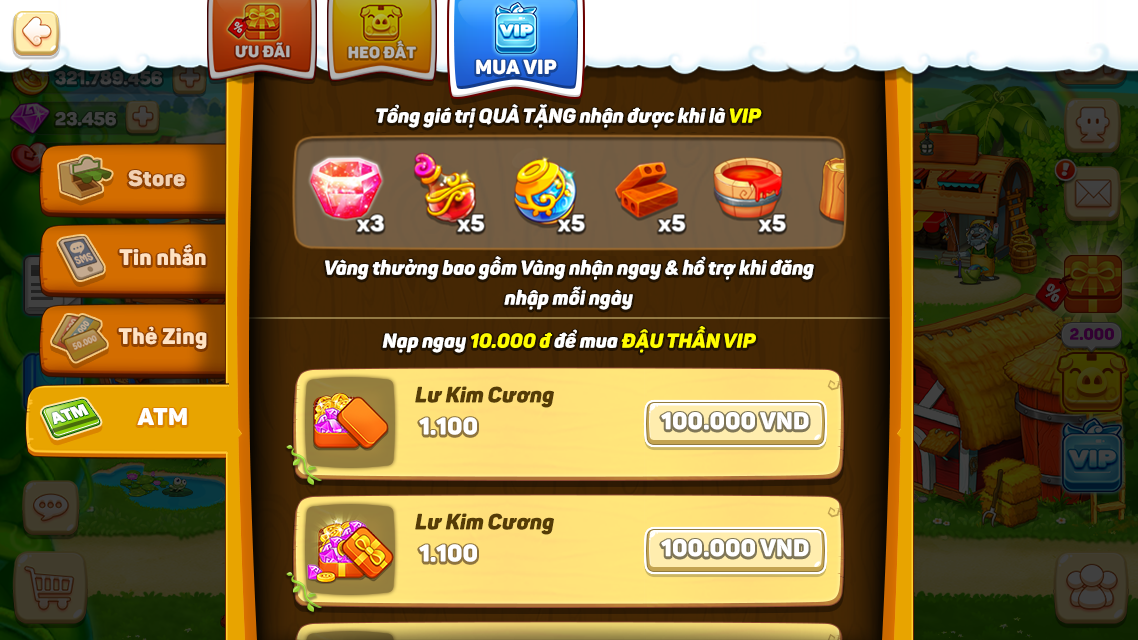 %
ƯU ĐÃI
HEO ĐẤT
VIP
MUA VIP
321.789.456
23.456
Tổng giá trị QUÀ TẶNG nhận được khi là VIP
x3
x5
x5
x5
x5
Vàng thưởng bao gồm Vàng nhận ngay & hổ trợ khi đăng
nhập mỗi ngày
Nạp ngay 10.000 đ để mua ĐẬU THẦN VIP
Store
SMS
Tin nhắn
50.000
Thẻ Zing
ATM
ATM
Lư Kim Cương
1.100
100.000 VND
Lư Kim Cương
1.100
100.000 VND
!
%
2.000
VIP